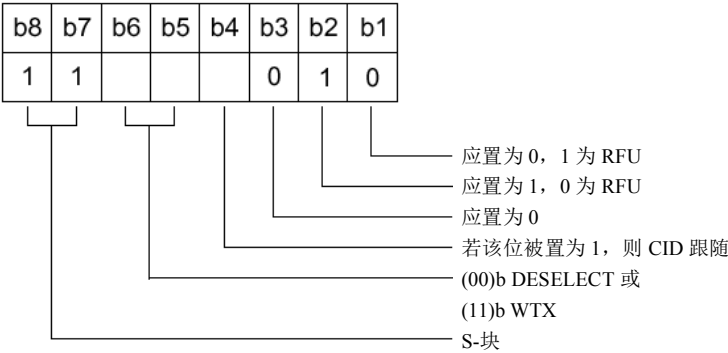 b8 b7 b6 b5 b4 b3 b2 b1
1 1 0 1 0
应置为 0，1 为 RFU
应置为 1，0 为 RFU
应置为 0
若该位被置为 1，则 CID 跟随
(00)b DESELECT 或
(11)b WTX
S-块